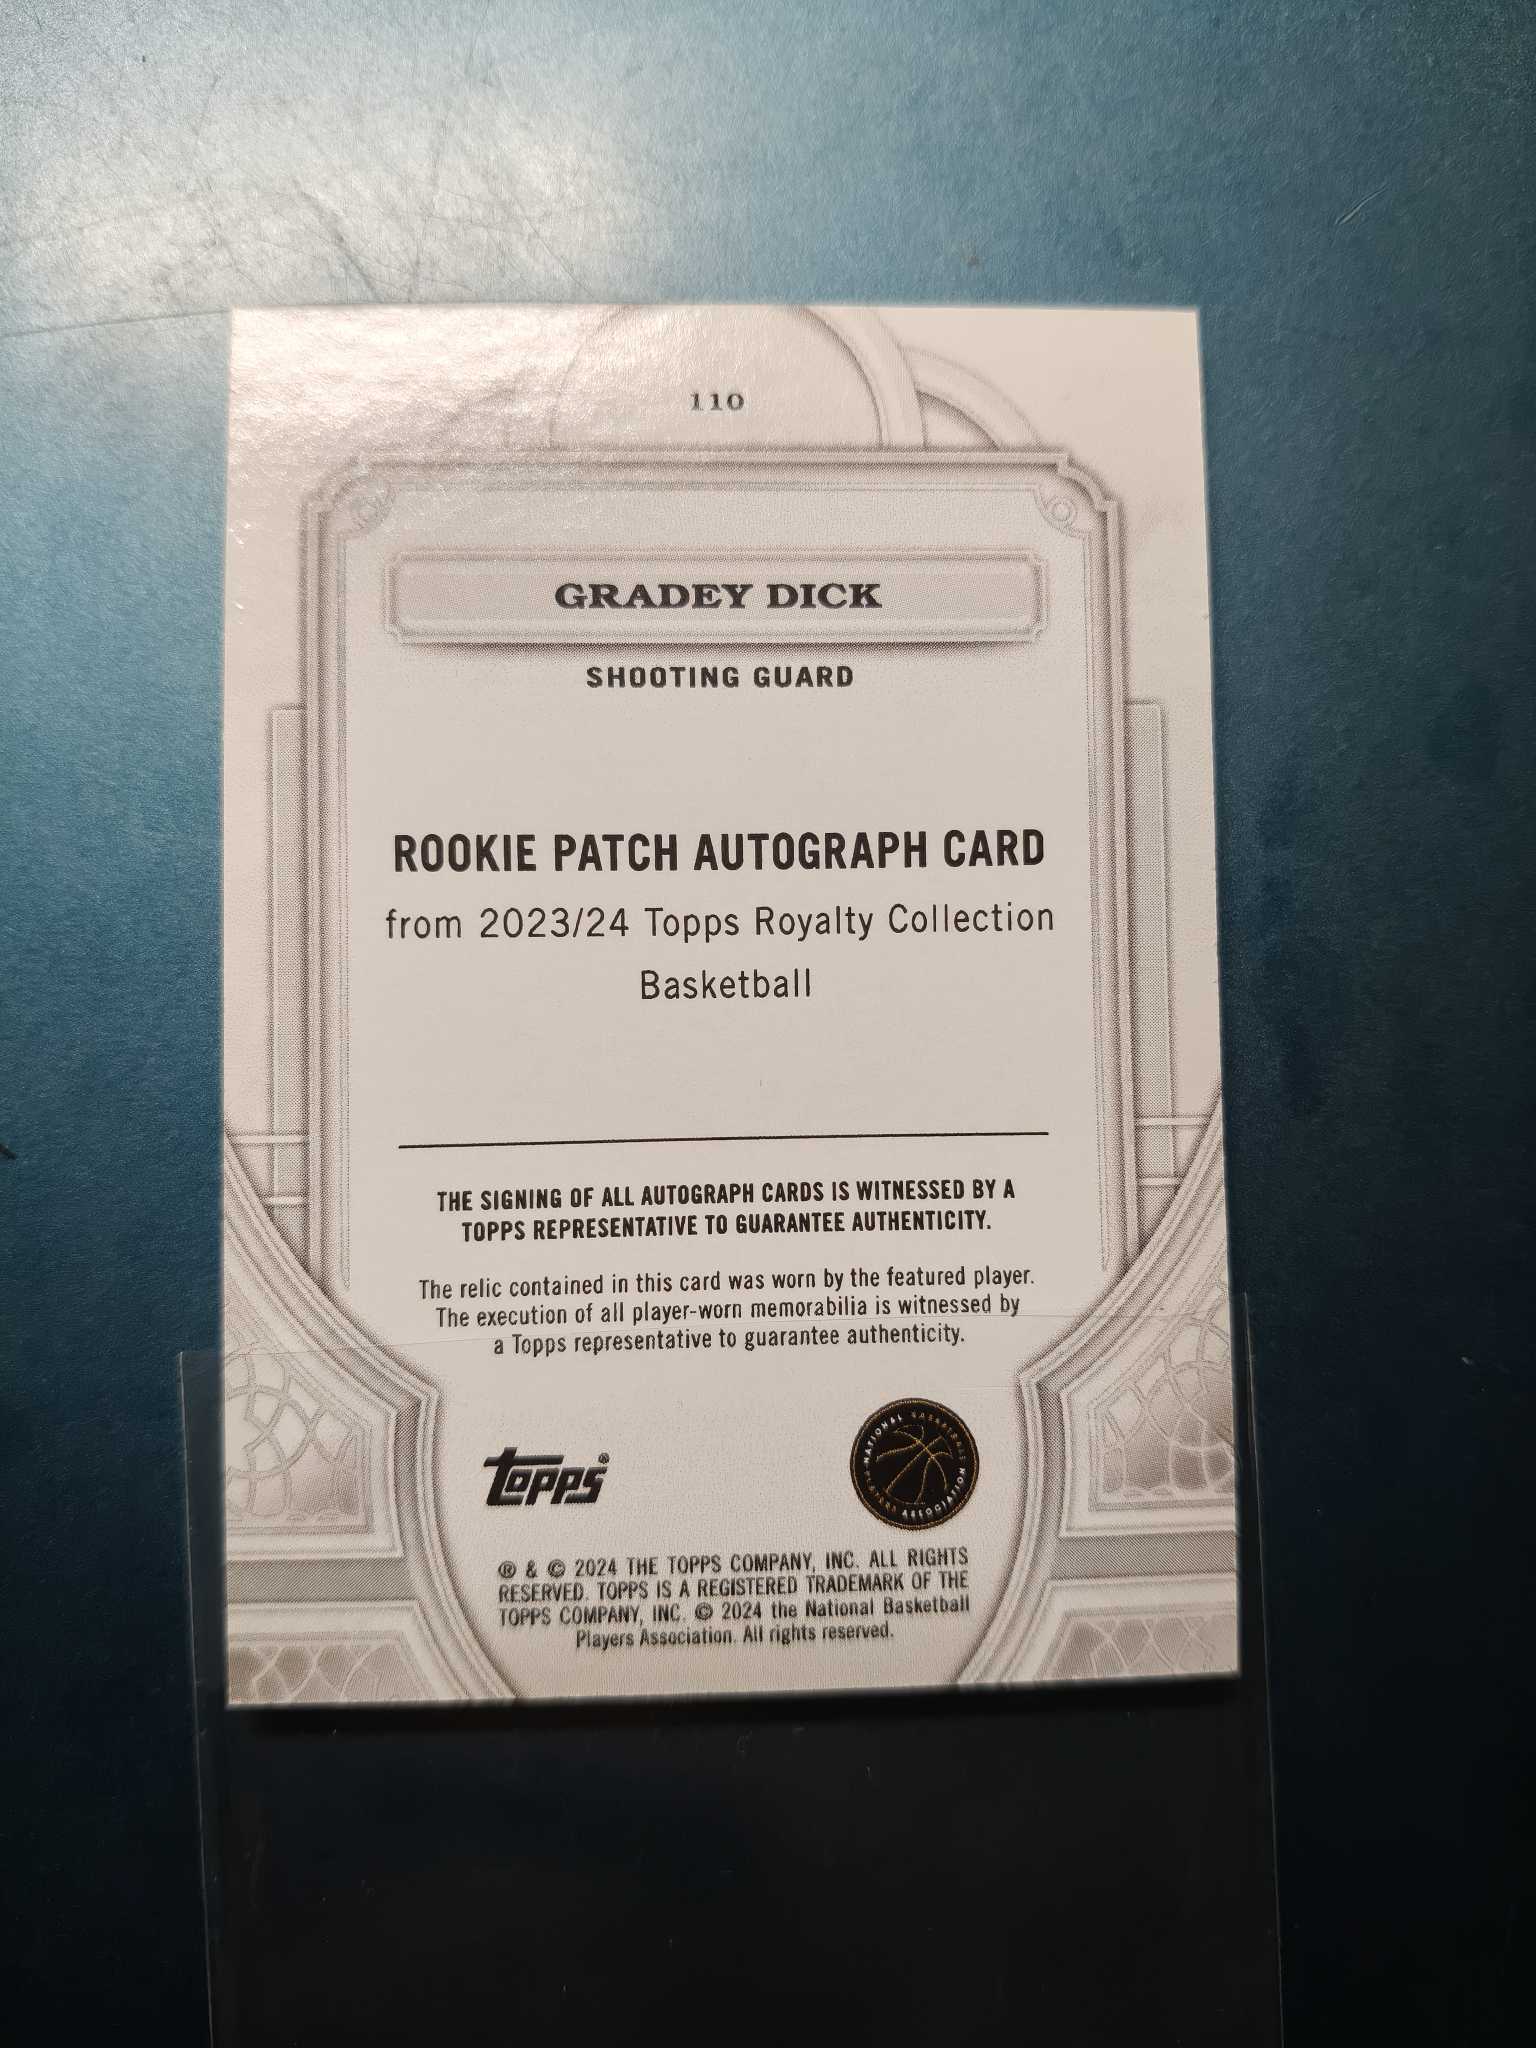 110
GRADEY DICK
SHOOTING GUARD
ROOKIE PATCH AUTOGRAPH CARD
from 2023/24 Topps Royalty Collection
Basketball
THE SIGNING OF ALL AUTOGRAPH CARDS IS WITNESSED BY A
TOPPS REPRESENTATIVE TO GUARANTEE AUTHENTICITY.
The relic contained in this card was worn by the featured player.
The execution of all player-worn memorabilia is witnessed by
a Topps representative to guarantee authenticity.
topps®
NATIONAL BASKETBALL PLAYERS ASSOCIATION
® & © 2024 THE TOPPS COMPANY, INC. ALL RIGHTS
RESERVED. TOPPS IS A REGISTERED TRADEMARK OF THE
TOPPS COMPANY, INC. © 2024 the National Basketball
Players Association. All rights reserved.